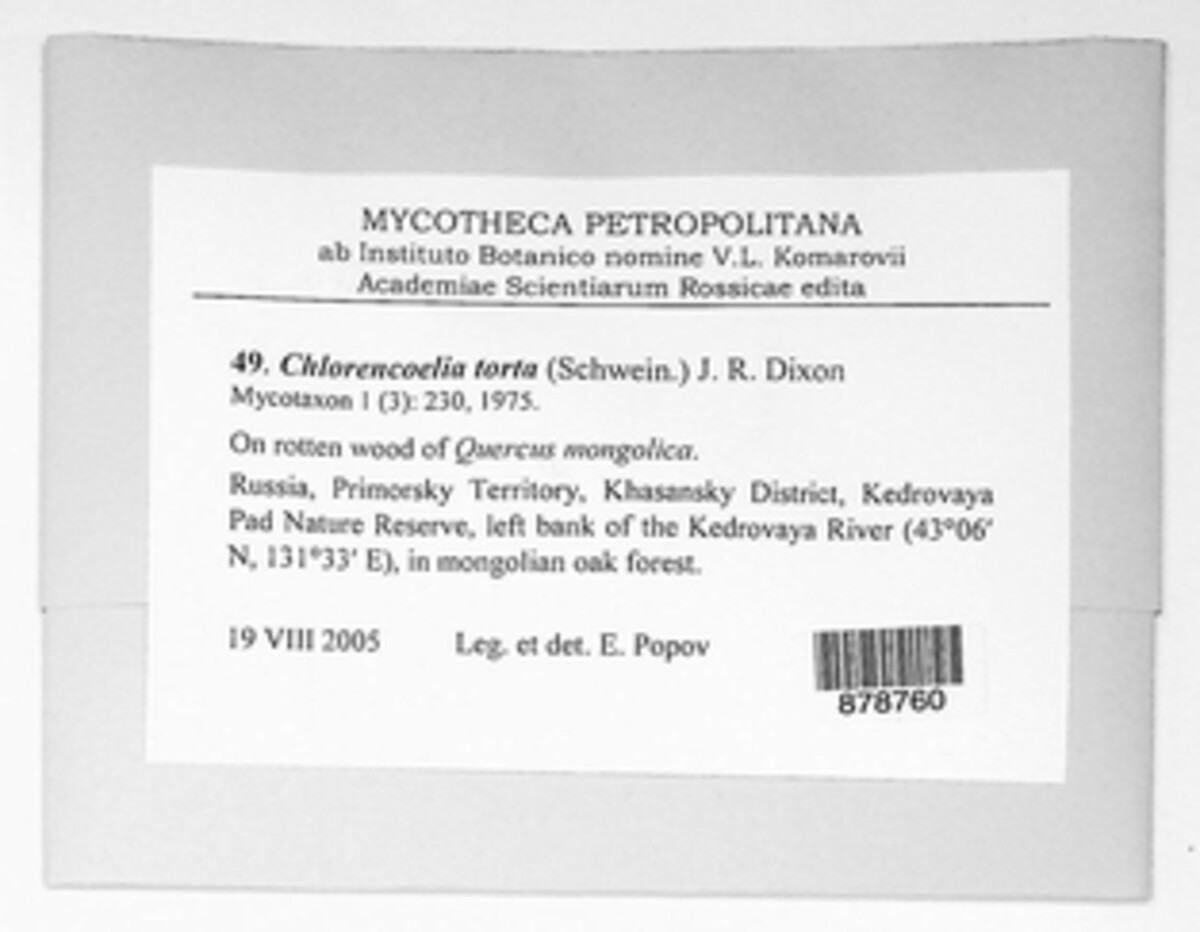 MYCOTHECA PETROPOLITANA
ab Instituto Botanico nomine V.L. Komarovii
Academiae Scientiarum Rossicae edita
49. Chlorencoelia torta (Schwein.) J. R. Dixon
Mycotaxon 1 (3): 230, 1975.
On rotten wood of Quercus mongolica.
Russia, Primorsky Territory, Khasansky District, Kedrovaya
Pad Nature Reserve, left bank of the Kedrovaya River (43°06'
N, 131°33' E), in mongolian oak forest.
19 VIII 2005 Leg. et det. E. Popov
878760